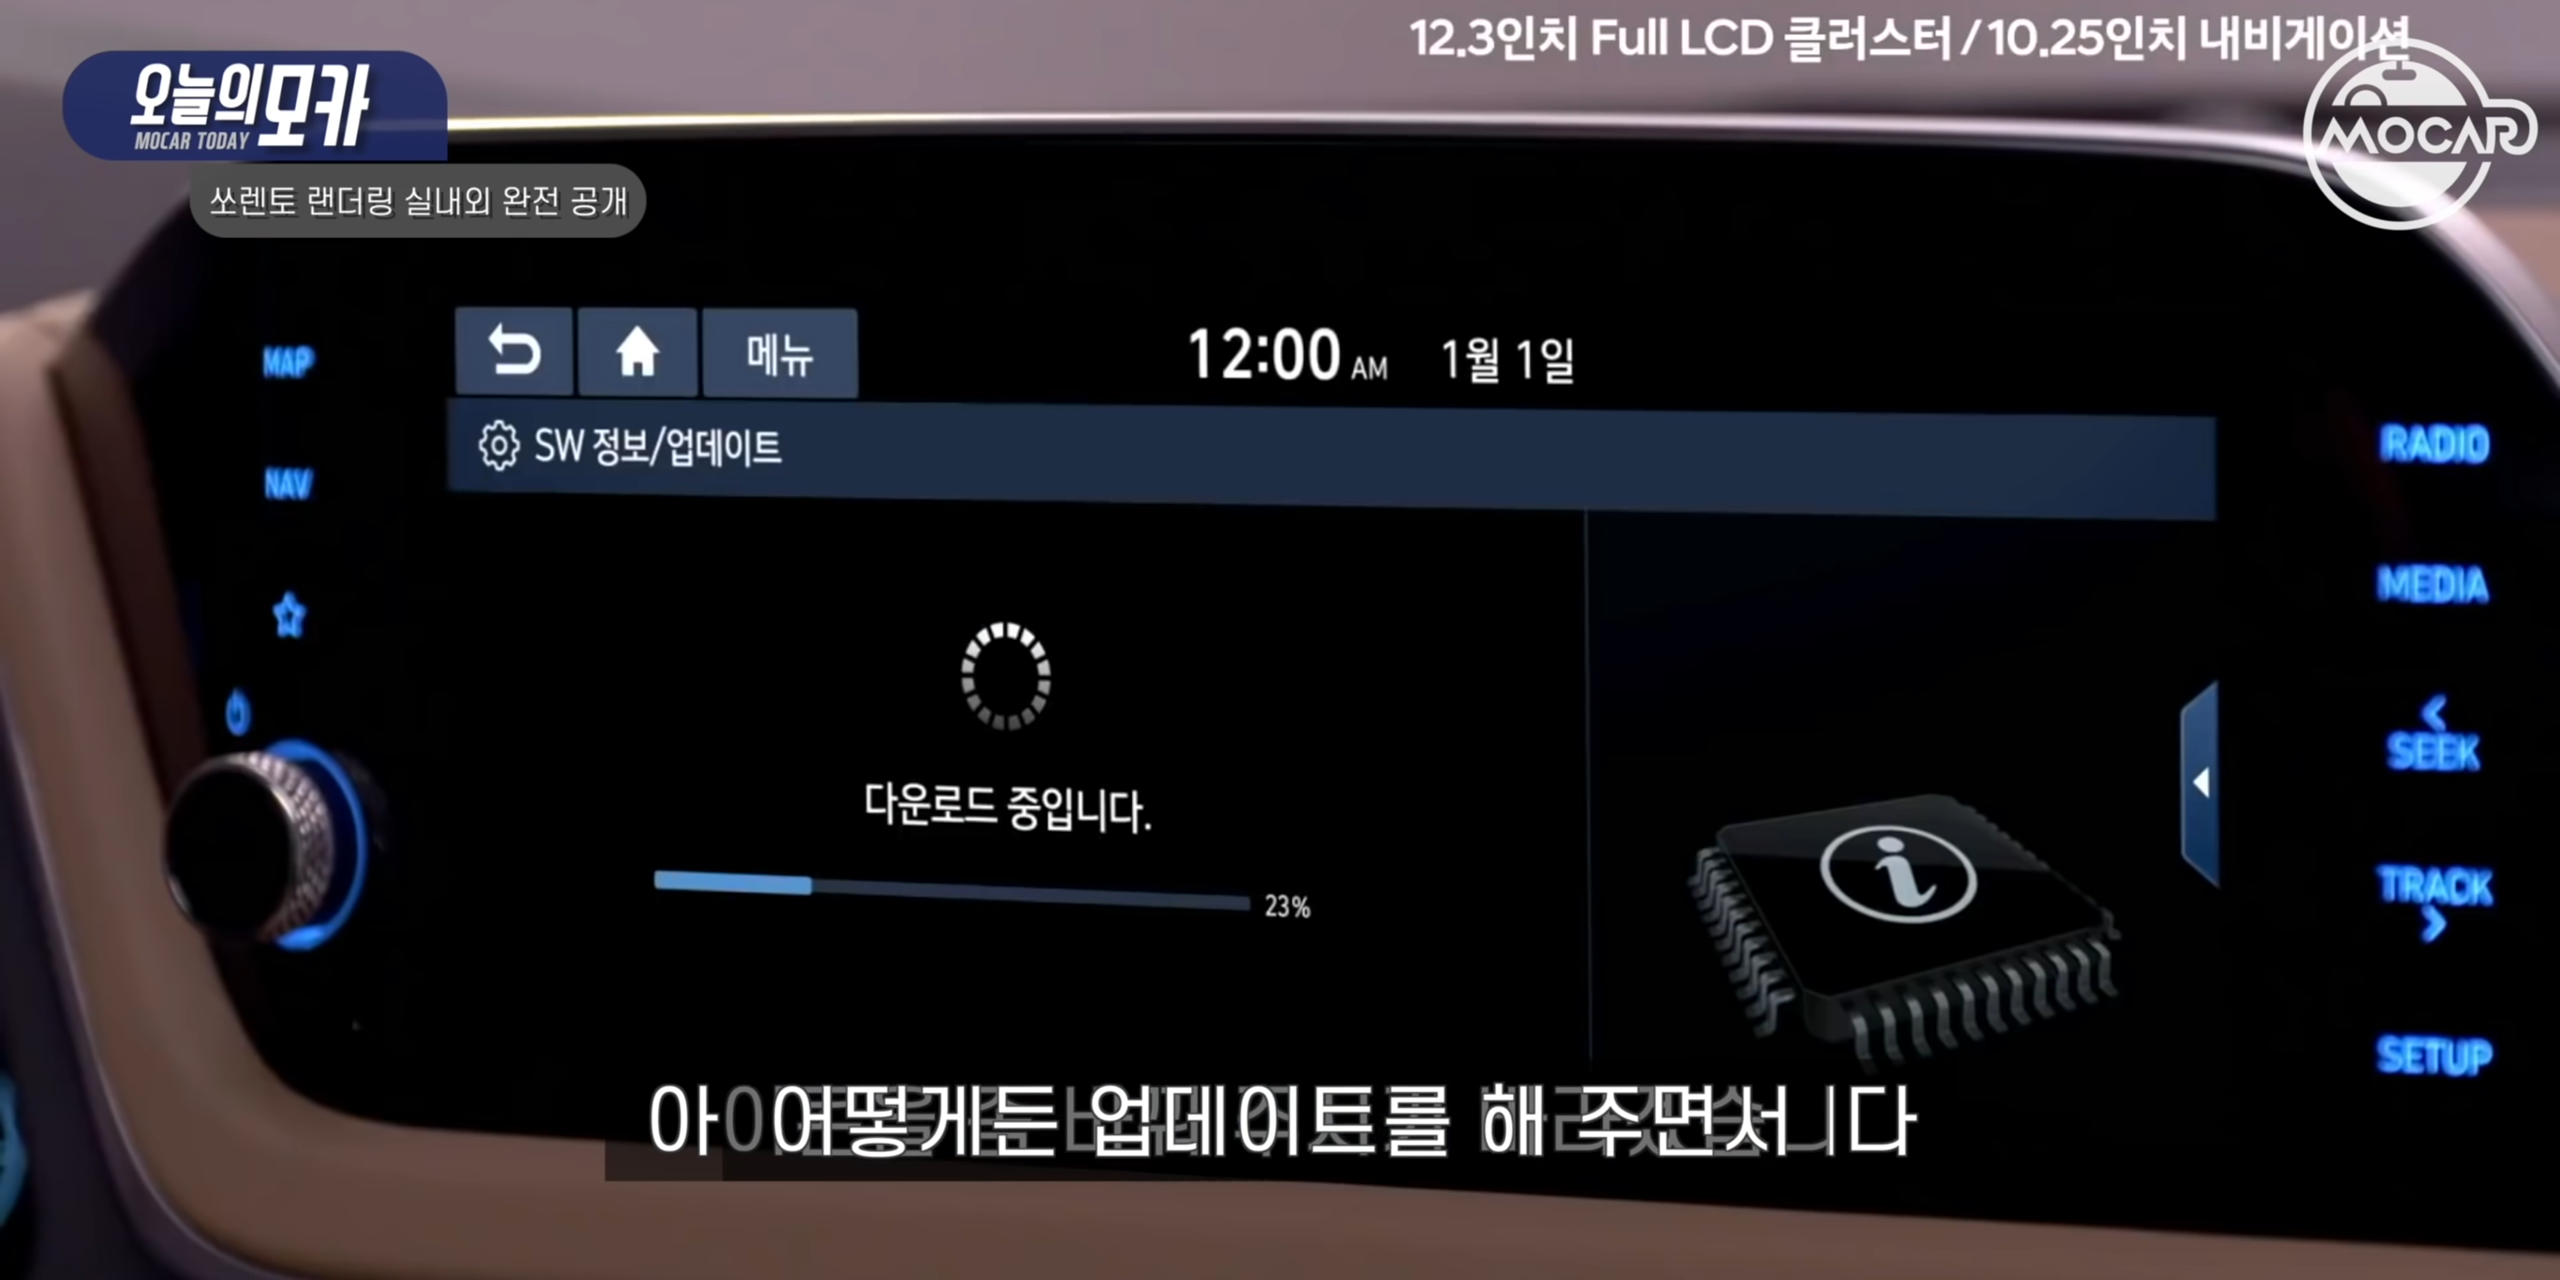 12.3인치 Full LCD 클러스터 / 10.25인치 내비게이션
오늘의 모카
MOCAR TODAY
MOCAR
쏘렌토 랜더링 실내외 완전 공개
메뉴
12:00 AM 1월 1일
SW 정보/업데이트
MAP
NAV
RADIO
MEDIA
SEEK
TRACK
SETUP
다운로드 중입니다.
23%
i
어떻게든 업데이트를 해 주면서